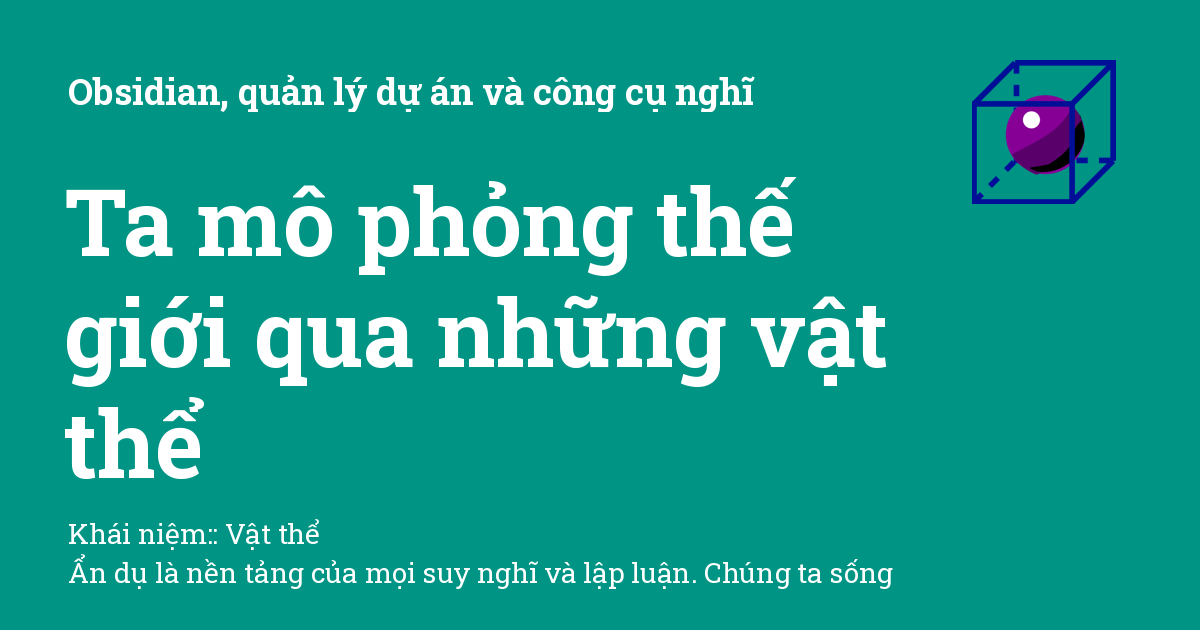 Obsidian, quản lý dự án và công cụ nghĩ
Ta mô phỏng thế
giới qua những vật
thể
Khái niệm:: Vật thể
Ẩn dụ là nền tảng của mọi suy nghĩ và lập luận. Chúng ta sống